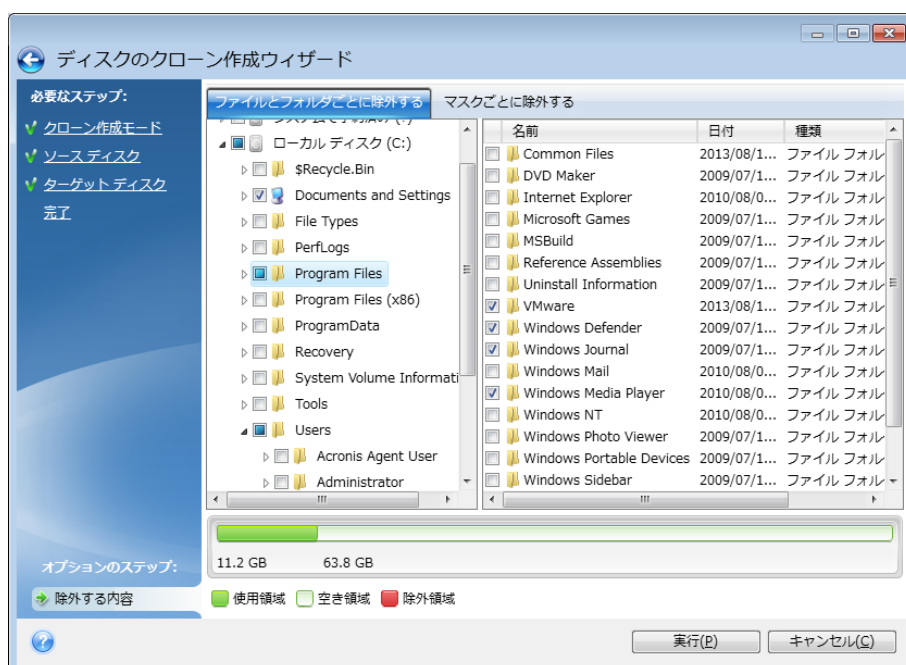 ディスクのクローン作成ウィザード
必要なステップ:
クローン作成モード
ソース ディスク
ターゲット ディスク
完了
オプションのステップ:
除外する内容
ファイルとフォルダごとに除外する
マスクごとに除外する
ローカル ディスク (C:)
$Recycle.Bin
Documents and Settings
File Types
PerfLogs
Program Files
Program Files (x86)
ProgramData
Recovery
System Volume Informati
Tools
Users
Acronis Agent User
Administrator
名前 日付 種類
Common Files 2013/08/1... ファイル フォル
DVD Maker 2009/07/1... ファイル フォル
Internet Explorer 2010/08/0... ファイル フォル
Microsoft Games 2009/07/1... ファイル フォル
MSBuild 2009/07/1... ファイル フォル
Reference Assemblies 2009/07/1... ファイル フォル
Uninstall Information 2009/07/1... ファイル フォル
VMware 2013/08/1... ファイル フォル
Windows Defender 2009/07/1... ファイル フォル
Windows Journal 2009/07/1... ファイル フォル
Windows Mail 2010/08/0... ファイル フォル
Windows Media Player 2010/08/0... ファイル フォル
Windows NT 2010/08/0... ファイル フォル
Windows Photo Viewer 2009/07/1... ファイル フォル
Windows Portable Devices 2009/07/1... ファイル フォル
Windows Sidebar 2009/07/1... ファイル フォル
11.2 GB 63.8 GB
使用領域 空き領域 除外領域
実行(P) キャンセル(C)